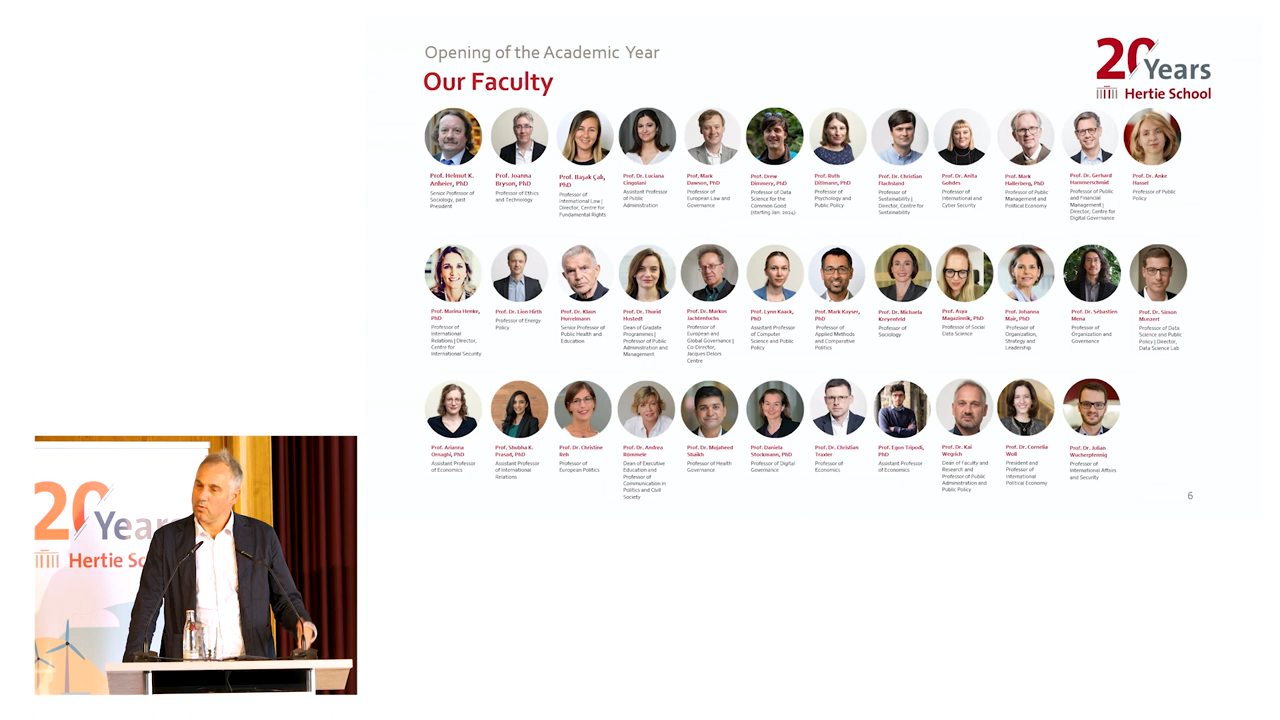 Opening of the Academic Year
Our Faculty
20 Years
Hertie School
Prof. Helmut K.
Anheier, PhD
Senior Professor of
Sociology, past
President
Prof. Joanna
Bryson, PhD
Professor of Ethics
and Technology
Prof. Başak Çalı,
PhD
Professor of
International Law |
Director, Centre for
Fundamental Rights
Prof. Dr. Luciana
Cingolani
Assistant Professor
of Public
Administration
Prof. Mark
Dawson, PhD
Professor of
European Law and
Governance
Prof. Drew
Dimmery, PhD
Professor of Data
Science for the
Common Good
(starting Jan. 2024)
Prof. Ruth
Dittmann, PhD
Professor of
Psychology and
Public Policy
Prof. Dr. Christian
Flachsland
Professor of
Sustainability |
Director, Centre for
Sustainability
Prof. Dr. Anita
Gohdes
Professor of
International and
Cyber Security
Prof. Mark
Hallerberg, PhD
Professor of Public
Management and
Political Economy
Prof. Dr. Gerhard
Hammerschmid
Professor of Public
and Financial
Management |
Director, Centre for
Digital Governance
Prof. Dr. Anke
Hassel
Professor of Public
Policy
Prof. Marina Henke,
PhD
Professor of
International
Relations | Director,
Centre for
International Security
Prof. Dr. Lion Hirth
Professor of Energy
Policy
Prof. Dr. Klaus
Hurrelmann
Senior Professor of
Public Health and
Education
Prof. Dr. Thurid
Hustedt
Dean of Gradate
Programmes |
Professor of Public
Administration and
Management
Prof. Dr. Markus
Jachtenfuchs
Professor of
European and
Global Governance |
Co-Director,
Jacques Delors
Centre
Prof. Lynn Kaack,
PhD
Assistant Professor
of Computer
Science and Public
Policy
Prof. Mark Kayser,
PhD
Professor of
Applied Methods
and Comparative
Politics
Prof. Dr. Michaela
Kreyenfeld
Professor of
Sociology
Prof. Asya
Magazinnik, PhD
Professor of Social
Data Science
Prof. Johanna
Mair, PhD
Professor of
Organization,
Strategy and
Leadership
Prof. Dr. Sébastien
Mena
Professor of
Organization and
Governance
Prof. Dr. Simon
Munzert
Professor of Data
Science and Public
Policy | Director,
Data Science Lab
Prof. Arianna
Ornaghi, PhD
Assistant Professor
of Economics
Prof. Shubha K.
Prasad, PhD
Assistant Professor
of International
Relations
Prof. Dr. Christine
Reh
Professor of
European Politics
Prof. Dr. Andrea
Römmele
Dean of Executive
Education and
Professor of
Communication in
Politics and Civil
Society
Prof. Dr. Mujaheed
Shaikh
Professor of Health
Governance
Prof. Daniela
Stockmann, PhD
Professor of Digital
Governance
Prof. Dr. Christian
Traxler
Professor of
Economics
Prof. Egon Tripodi,
PhD
Assistant Professor
of Economics
Prof. Dr. Kai
Wegrich
Dean of Faculty and
Research and
Professor of Public
Administration and
Public Policy
Prof. Dr. Cornelia
Woll
President and
Professor of
International
Political Economy
Prof. Dr. Julian
Wucherpfennig
Professor of
International Affairs
and Security
6
20 Years
Hertie Sc